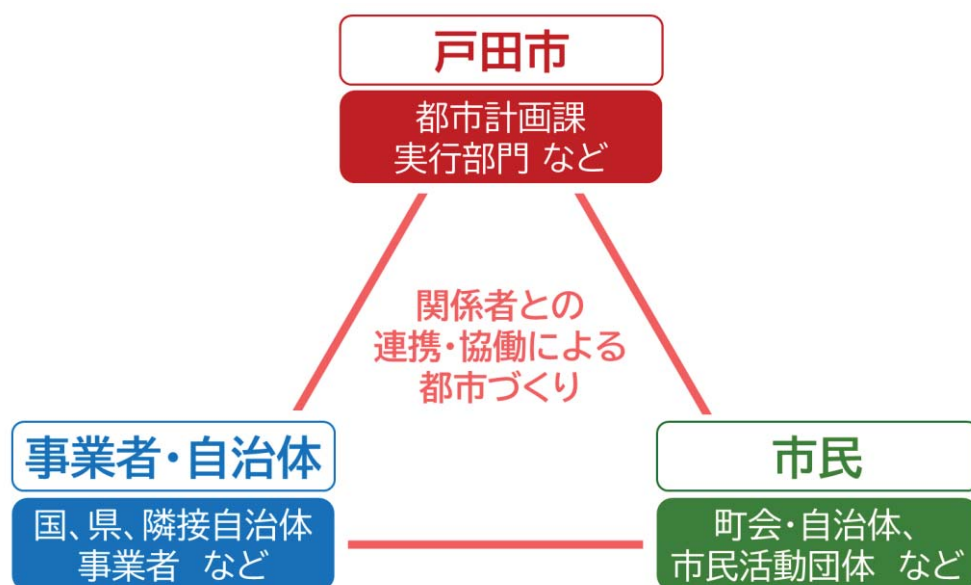 戸田市
都市計画課
実行部門 など
関係者との
連携・協働による
都市づくり
事業者・自治体
国、県、隣接自治体
事業者 など
市民
町会・自治体、
市民活動団体 など